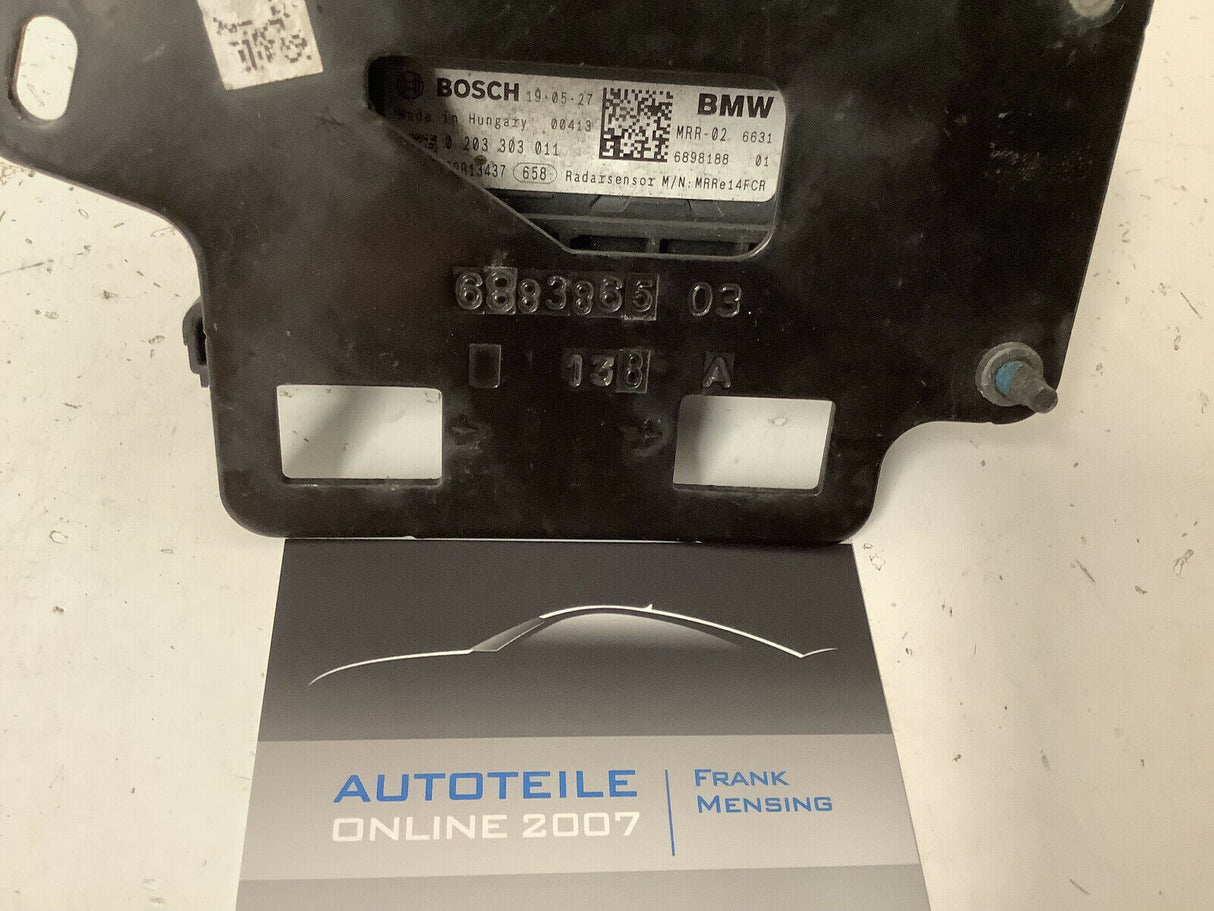 BOSCH 19-05-27 BMW
in Hungary 00413 MRR-02 6631
0 203 303 011 6898188 01
13437 658 Radarsensor M/N:MRRe14FCR
6883865 03
138 A
AUTOTEILE
ONLINE 2007
FRANK
MENSING